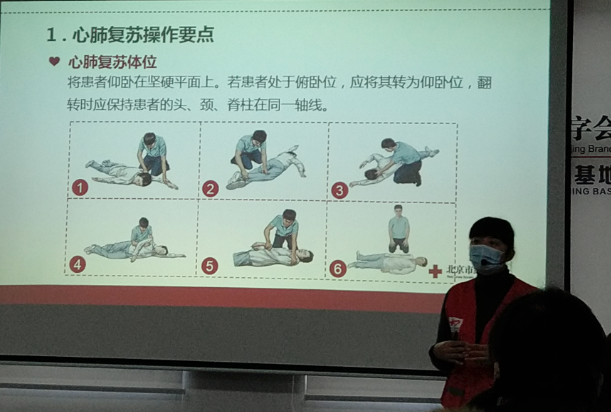 1.心肺复苏操作要点
心肺复苏体位
将患者仰卧在坚硬平面上。若患者处于俯卧位，应将其转为仰卧位，翻
转时应保持患者的头、颈、脊柱在同一轴线。
1
2
3
4
5
6
北京市
字会
ing Bran
基地
ING BAS